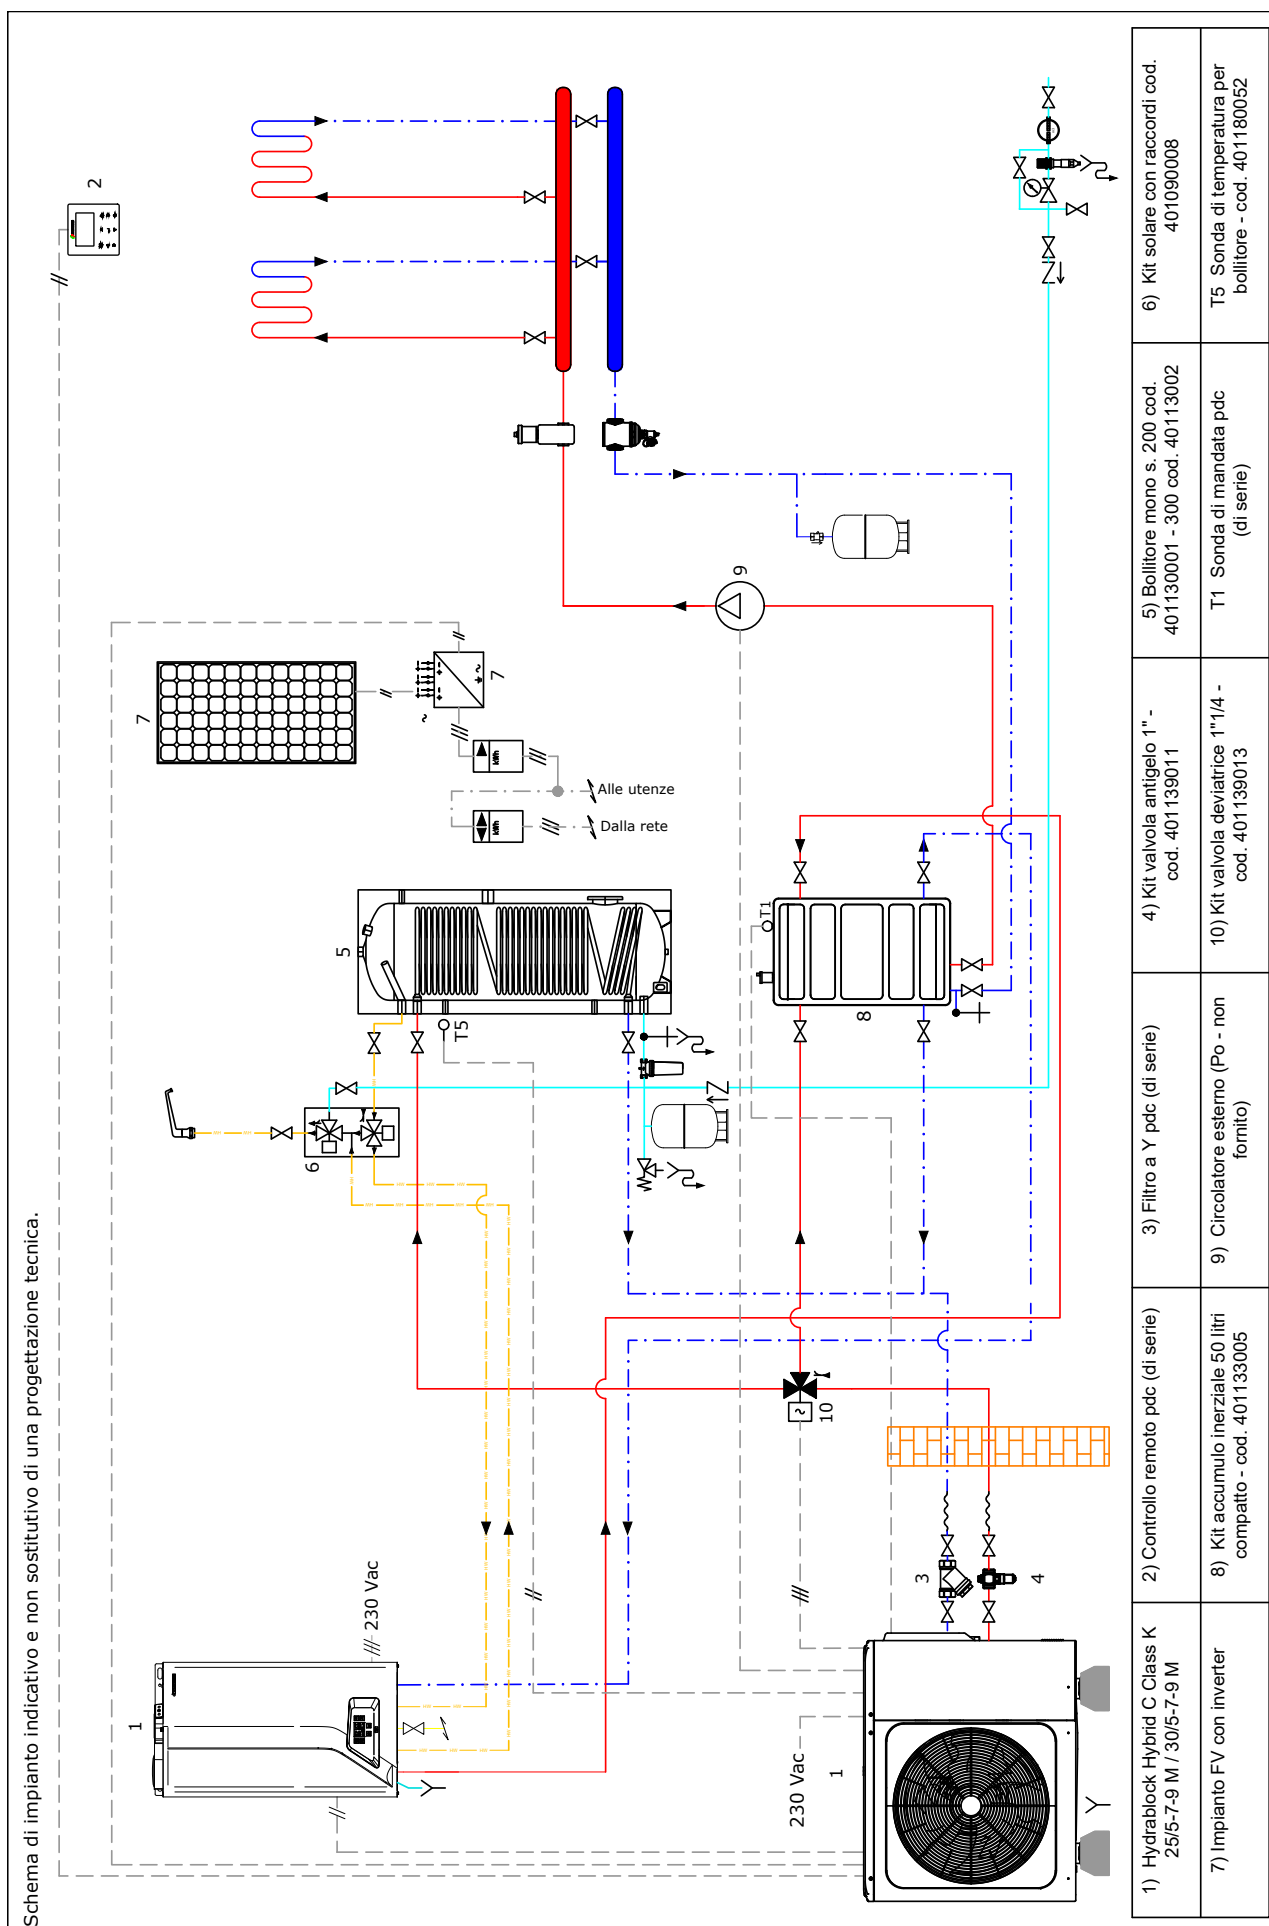 Schema di impianto indicativo e non sostitutivo di una progettazione tecnica.
2
7
7
~
kWh
kWh
Alle utenze
Dalla rete
9
5
T5
6
T1
8
10
1
230 Vac
230 Vac
1
3
4
1) Hydrablock Hybrid C Class K
25/5-7-9 M / 30/5-7-9 M
2) Controllo remoto pdc (di serie)
3) Filtro a Y pdc (di serie)
4) Kit valvola antigelo 1" -
cod. 401139011
5) Bollitore mono s. 200 cod.
401130001 - 300 cod. 40113002
6) Kit solare con raccordi cod.
401090008
7) Impianto FV con inverter
8) Kit accumulo inerziale 50 litri
compatto - cod. 401133005
9) Circolatore esterno (Po - non
fornito)
10) Kit valvola deviatrice 1"1/4 -
cod. 401139013
T1 Sonda di mandata pdc
(di serie)
T5 Sonda di temperatura per
bollitore - cod. 401180052